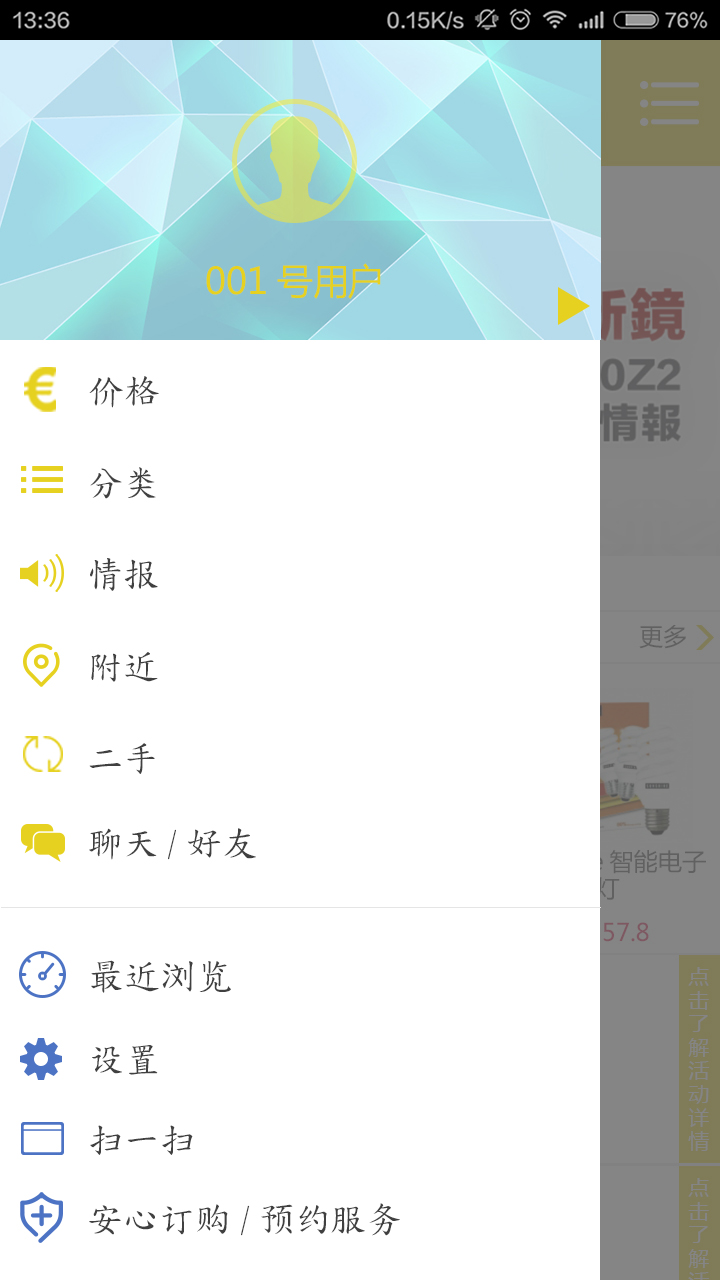 13:36 0.15K/s 76%
001 号用户
新鏡
0Z2
情報
价格
分类
情报
附近
更多
二手
聊天 / 好友
智能电子
灯
57.8
最近浏览
点击了解活动详情
设置
扫一扫
安心订购 / 预约服务
点击了解活